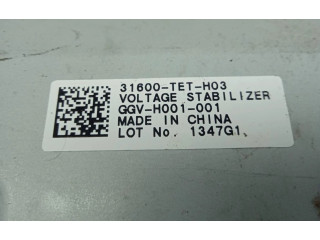 31600-TET-H03
VOLTAGE STABILIZER
GGV-H001-001
MADE IN CHINA
LOT No. 1347G1